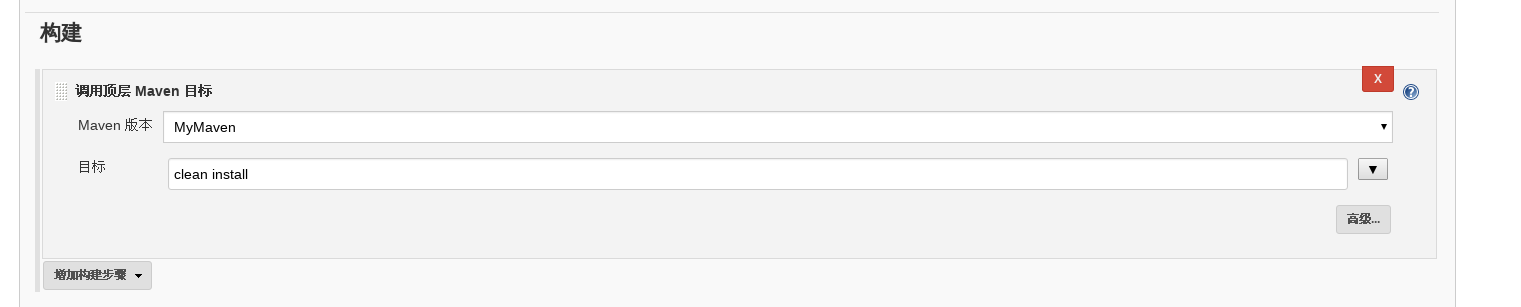 构建
调用顶层 Maven 目标
X
?
Maven 版本
MyMaven
目标
clean install
高级...
增加构建步骤